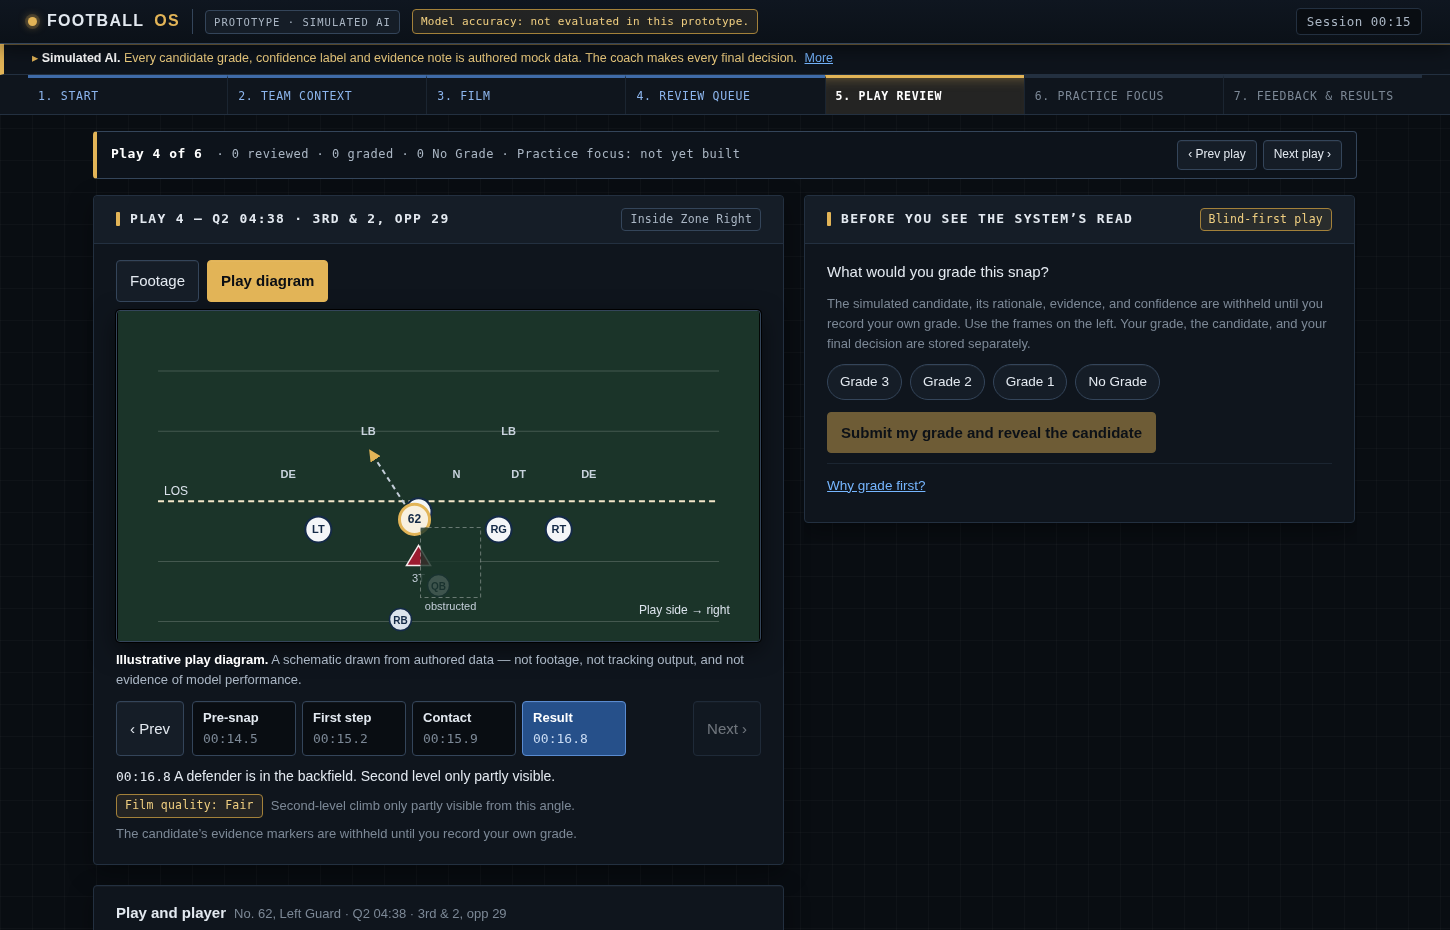 FOOTBALL OS
PROTOTYPE · SIMULATED AI
Model accuracy: not evaluated in this prototype.
Session 00:15
▸ Simulated AI. Every candidate grade, confidence label and evidence note is authored mock data. The coach makes every final decision. More
1. START
2. TEAM CONTEXT
3. FILM
4. REVIEW QUEUE
5. PLAY REVIEW
6. PRACTICE FOCUS
7. FEEDBACK & RESULTS
Play 4 of 6 · 0 reviewed · 0 graded · 0 No Grade · Practice focus: not yet built
‹ Prev play
Next play ›
PLAY 4 — Q2 04:38 · 3RD & 2, OPP 29
Inside Zone Right
Footage
Play diagram
LB LB
DE N DT DE
LOS
LT 62 RG RT
QB
obstructed
RB
Play side → right
Illustrative play diagram. A schematic drawn from authored data — not footage, not tracking output, and not
evidence of model performance.
‹ Prev
Pre-snap
00:14.5
First step
00:15.2
Contact
00:15.9
Result
00:16.8
Next ›
00:16.8 A defender is in the backfield. Second level only partly visible.
Film quality: Fair Second-level climb only partly visible from this angle.
The candidate’s evidence markers are withheld until you record your own grade.
Play and player No. 62, Left Guard · Q2 04:38 · 3rd & 2, opp 29
BEFORE YOU SEE THE SYSTEM’S READ
Blind-first play
What would you grade this snap?
The simulated candidate, its rationale, evidence, and confidence are withheld until you
record your own grade. Use the frames on the left. Your grade, the candidate, and your
final decision are stored separately.
Grade 3
Grade 2
Grade 1
No Grade
Submit my grade and reveal the candidate
Why grade first?